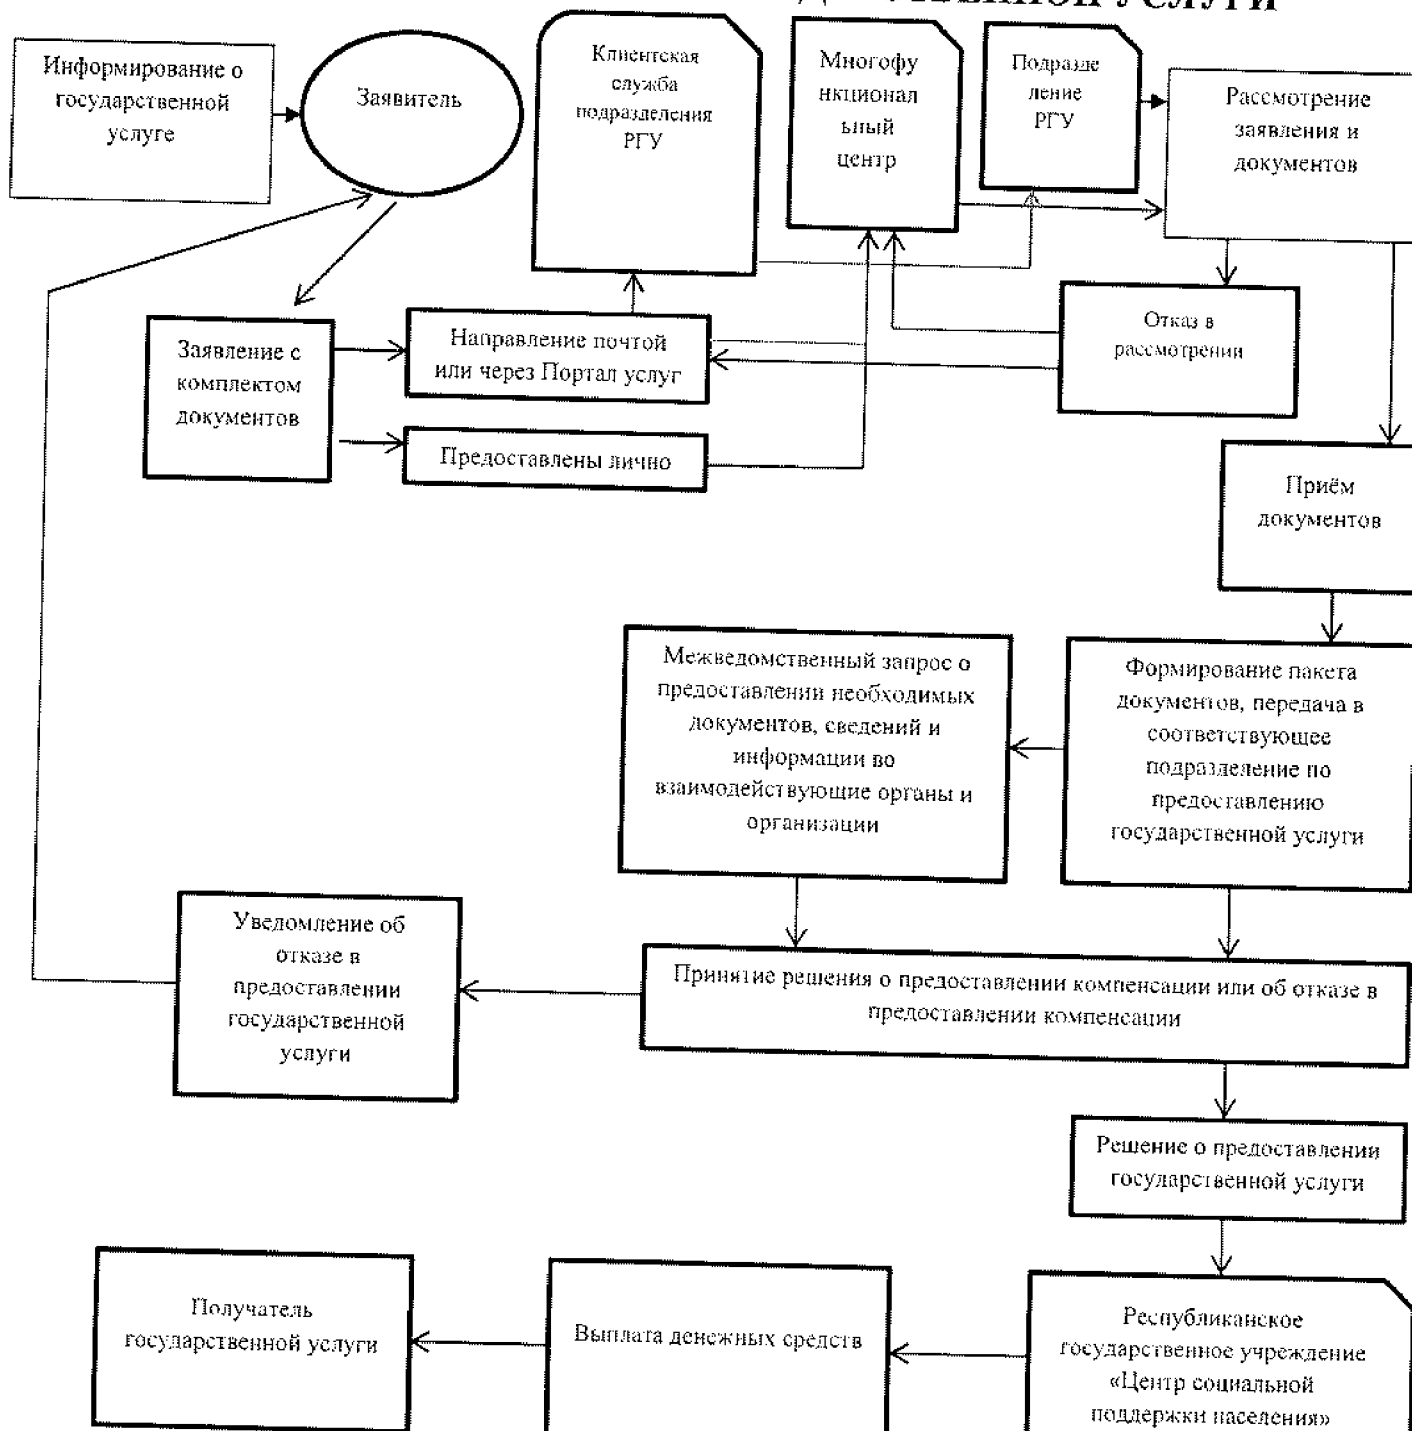 УСЛУГИ
Информирование о
государственной
услуге
Заявитель
Клиентская
служба
подразделения
РГУ
Многофу
нкционал
ьный
центр
Подразде
ление
РГУ
Рассмотрение
заявления и
документов
Отказ в
рассмотрении
Заявление с
комплектом
документов
Направление почтой
или через Портал услуг
Предоставлены лично
Приём
документов
Межведомственный запрос о
предоставлении необходимых
документов, сведений и
информации во
взаимодействующие органы и
организации
Формирование пакета
документов, передача в
соответствующее
подразделение по
предоставлению
государственной услуги
Уведомление об
отказе в
предоставлении
государственной
услуги
Принятие решения о предоставлении компенсации или об отказе в
предоставлении компенсации
Решение о предоставлении
государственной услуги
Получатель
государственной услуги
Выплата денежных средств
Республиканское
государственное учреждение
«Центр социальной
поддержки населения»